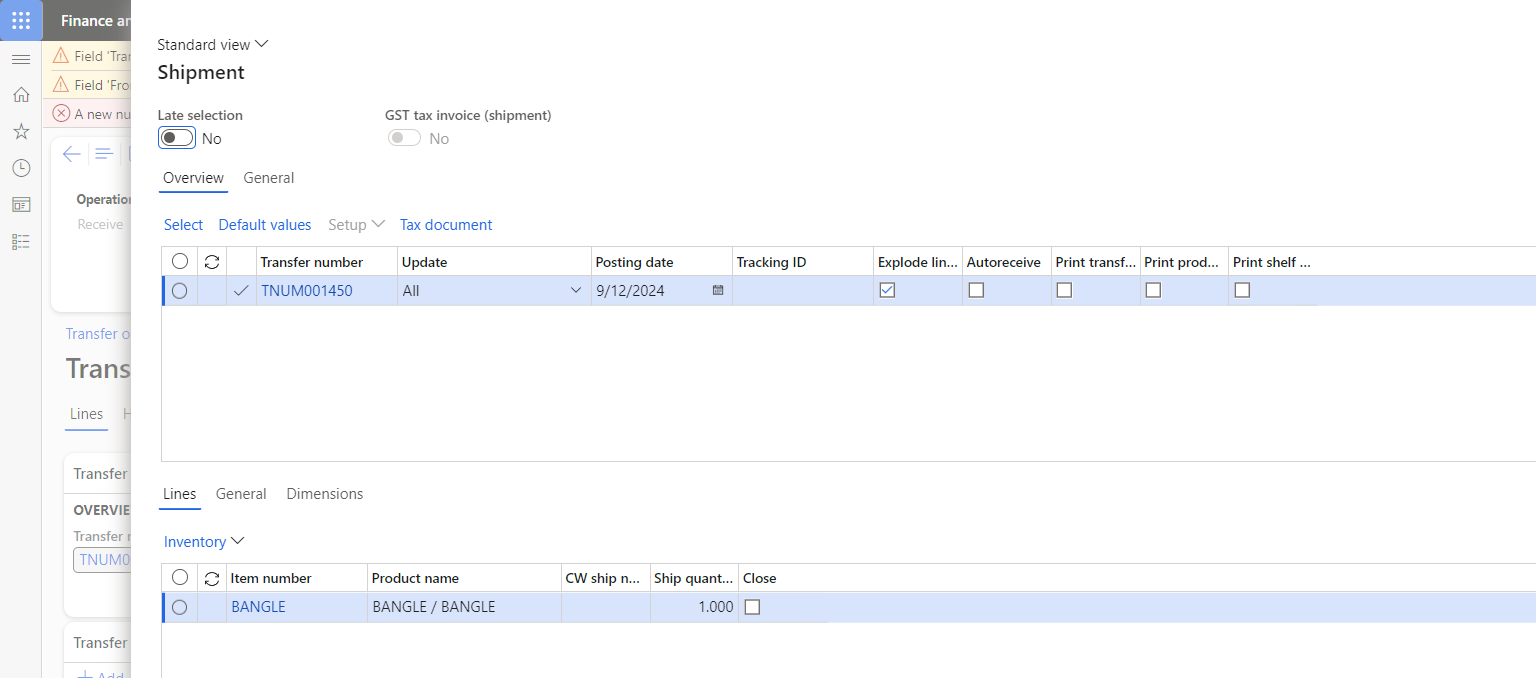 Finance an
Field 'Tran
Field 'Fro
A new nu
Operation
Receive
Transfer o
Trans
Lines
Transfer
OVERVIE
Transfer
TNUM0
Transfer
Add
Standard view
Shipment
Late selection GST tax invoice (shipment)
No No
Overview General
Select Default values Setup Tax document
Transfer number Update Posting date Tracking ID Explode lin... Autoreceive Print transf... Print prod... Print shelf ...
TNUM001450 All 9/12/2024
Lines General Dimensions
Inventory
Item number Product name CW ship n... Ship quant... Close
BANGLE BANGLE / BANGLE 1.000